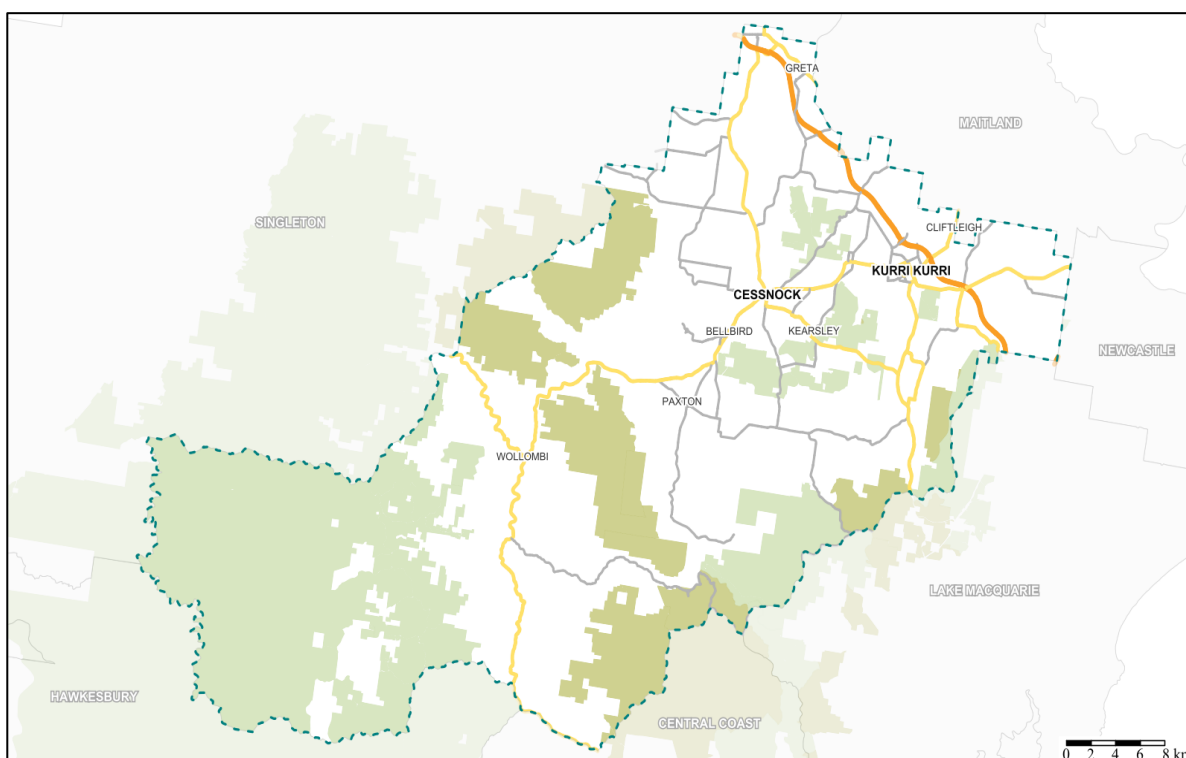 GRETA
MAITLAND
SINGLETON
CLIFTLEIGH
KURRI KURRI
CESSNOCK
BELLBIRD
KEARSLEY
NEWCASTLE
PAXTON
WOLLOMBI
LAKE MACQUARIE
HAWKESBURY
CENTRAL COAST
0 2 4 6 8 km